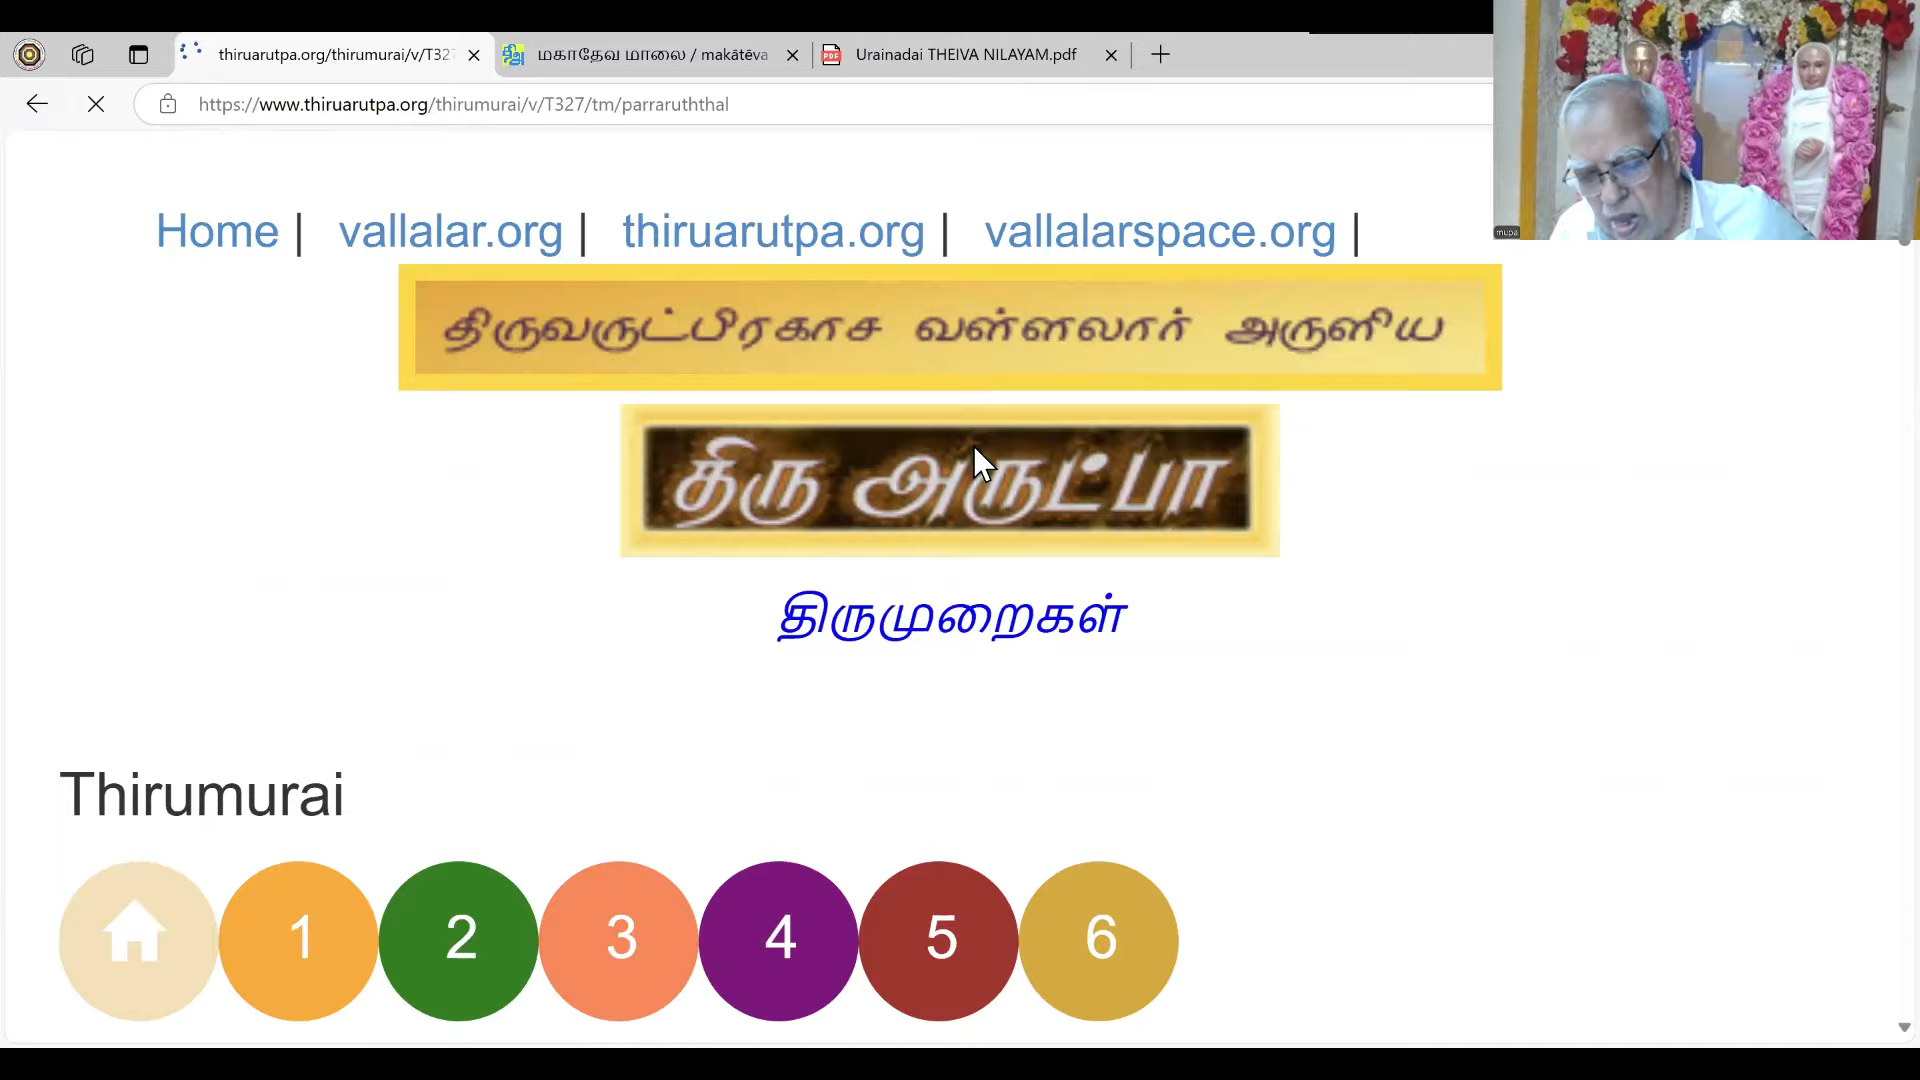 thiruarutpa.org/thirumurai/v/T327
மகாதேவ மாலை / makātēva
Urainadai THEIVA NILAYAM.pdf
https://www.thiruarutpa.org/thirumurai/v/T327/tm/parraruththal
mupa
Home | vallalar.org | thiruarutpa.org | vallalarspace.org |
திருவருட்பிரகாச வள்ளலார் அருளிய
திரு அருட்பா
திருமுறைகள்
Thirumurai
1 2 3 4 5 6